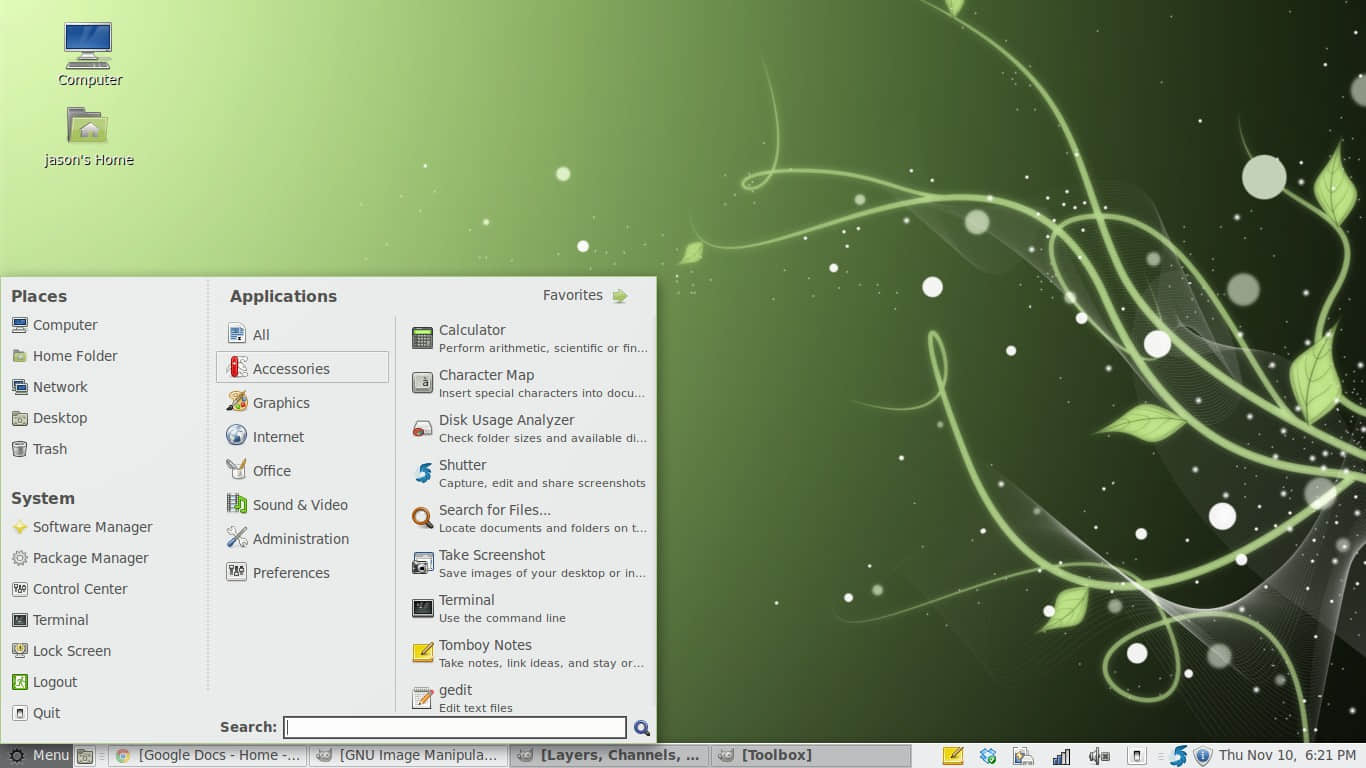 Computer
jason's Home
Places
Computer
Home Folder
Network
Desktop
Trash
System
Software Manager
Package Manager
Control Center
Terminal
Lock Screen
Logout
Quit
Applications
Favorites
All
Accessories
Graphics
Internet
Office
Sound & Video
Administration
Preferences
Calculator
Perform arithmetic, scientific or fin...
Character Map
Insert special characters into docu...
Disk Usage Analyzer
Check folder sizes and available di...
Shutter
Capture, edit and share screenshots
Search for Files...
Locate documents and folders on t...
Take Screenshot
Save images of your desktop or in...
Terminal
Use the command line
Tomboy Notes
Take notes, link ideas, and stay or...
gedit
Edit text files
Search:
Menu [Google Docs - Home -... [GNU Image Manipula... [Layers, Channels, ... [Toolbox] Thu Nov 10, 6:21 PM